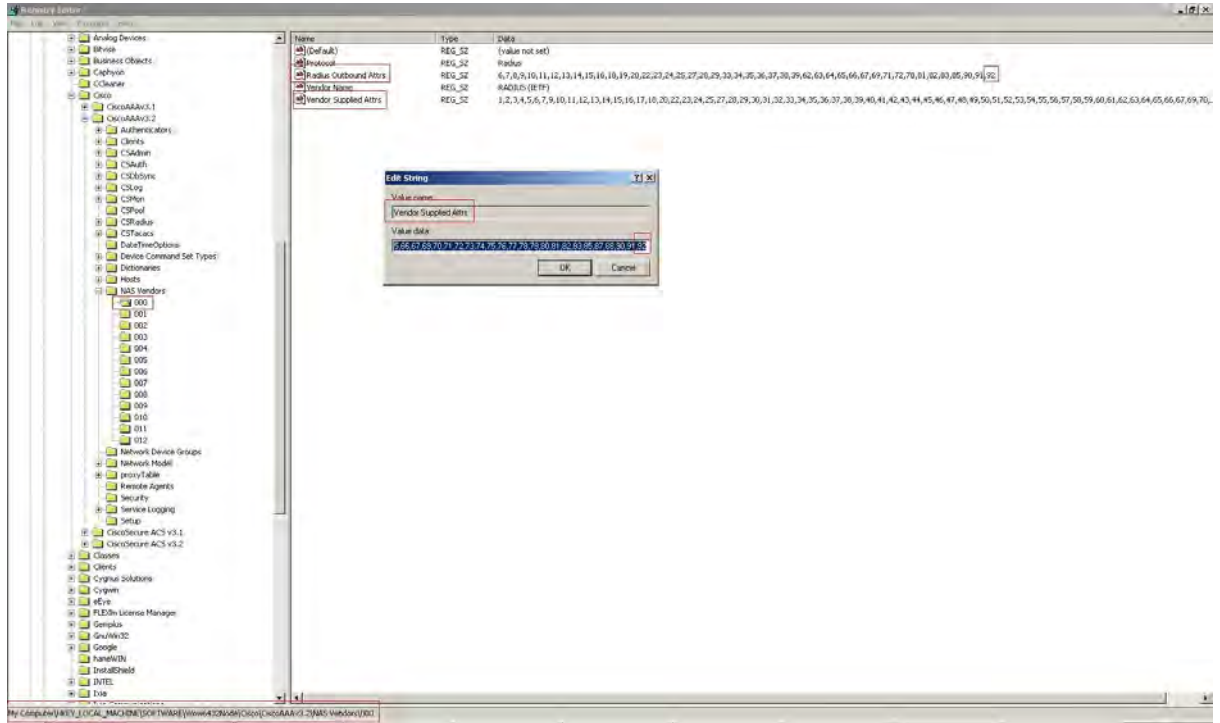 Registry Editor
Name Type Data
(Default) REG_SZ (value not set)
Protocol REG_SZ Radius
Radius Outbound Attrs REG_SZ 6,7,8,9,10,11,12,13,14,15,16,18,19,20,22,23,24,25,27,28,29,33,34,35,36,37,38,39,62,63,64,65,66,67,69,71,72,78,81,82,83,85,90,91,92
Vendor Name REG_SZ RADIUS (IETF)
Vendor Supplied Attrs REG_SZ 1,2,3,4,5,6,7,9,10,11,12,13,14,15,16,17,18,20,22,23,24,25,27,28,29,30,31,32,33,34,35,36,37,38,39,40,41,42,43,44,45,46,47,48,49,50,51,52,53,54,55,56,57,58,59,60,61,62,63,64,65,66,67,69,70,...
Analog Devices
Bitvise
Business Objects
Caphyon
CCleaner
Cisco
CiscoAAAv3.1
CiscoAAAv3.2
Authenticators
Clients
CSAdmin
CSAuth
CSDbSync
CSLog
CSMon
CSPool
CSRadius
CSTacacs
DateTimeOptions
Device Command Set Types
Dictionaries
Hosts
NAS Vendors
000
001
002
003
004
005
006
007
008
009
010
011
012
Network Device Groups
Network Model
proxyTable
Remote Agents
Security
Service Logging
Setup
CiscoSecure ACS v3.1
CiscoSecure ACS v3.2
Classes
Clients
Cygnus Solutions
Cygwin
eEye
FLEXlm License Manager
Gemplus
GnuWin32
Google
haneWIN
InstallShield
INTEL
Ixia
Edit String
Value name:
Vendor Supplied Attrs
Value data:
5,66,67,69,70,71,72,73,74,75,76,77,78,79,80,81,82,83,85,87,88,90,91,92
OK Cancel
My Computer\HKEY_LOCAL_MACHINE\SOFTWARE\Wow6432Node\Cisco\CiscoAAAv3.2\NAS Vendors\000